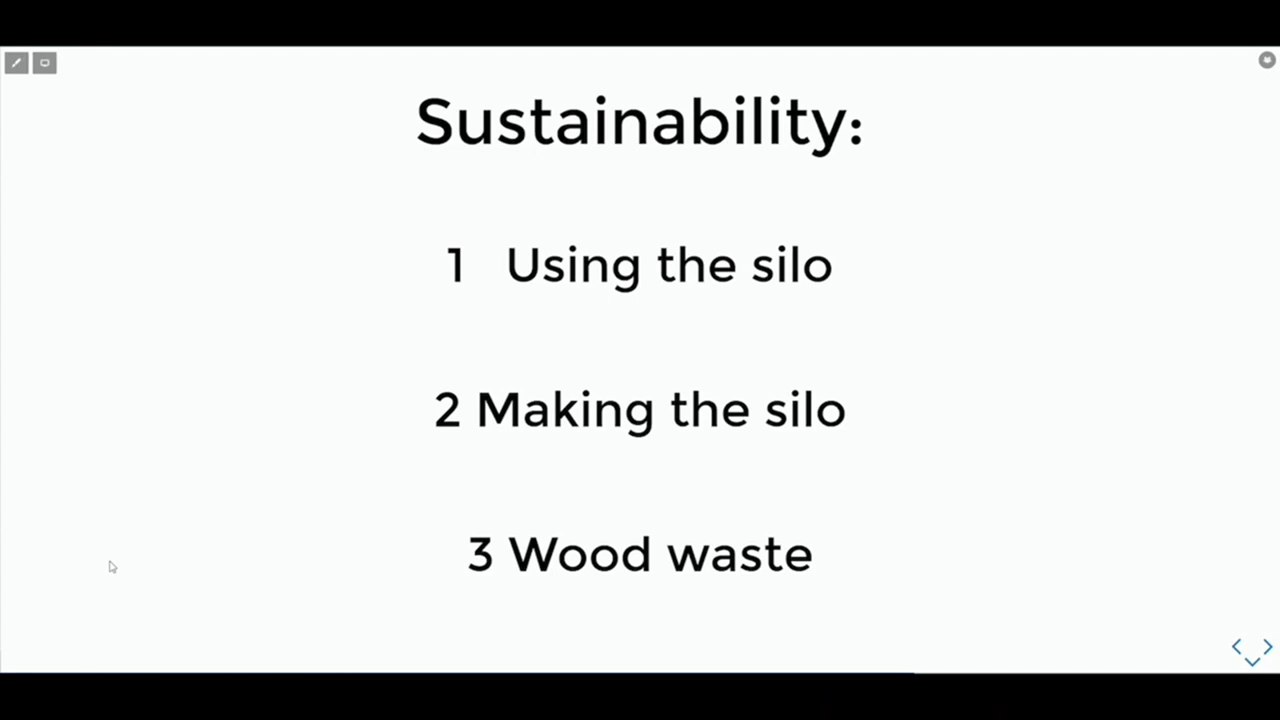 Sustainability:
1 Using the silo
2 Making the silo
3 Wood waste